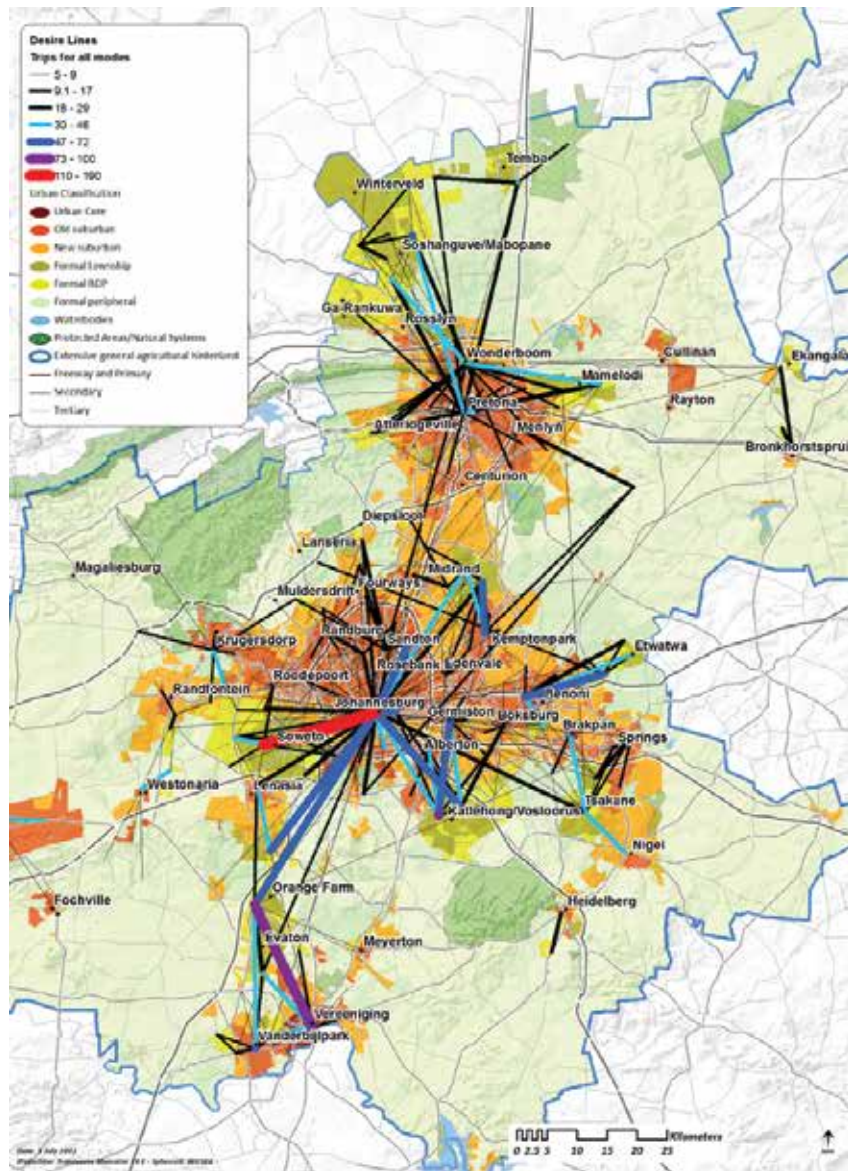 Desire Lines
Trips for all modes
5 - 9
9.1 - 17
18 - 29
30 - 46
47 - 72
73 - 100
110 - 190
Urban Classification
Urban Core
Old suburban
New suburban
Formal township
Formal RDP
Formal peripheral
Waterbodies
Protected Areas/Natural Systems
Extensive general agricultural hinterland
Freeway and Primary
Secondary
Tertiary
Temba
Winterveld
Soshanguve/Mabopane
Ga-Rankuwa
Rosslyn
Wonderboom
Cullinan
Ekangala
Mamelodi
Pretoria
Rayton
Atteridgeville
Menlyn
Bronkhorstspruit
Centurion
Diepsloot
Lanseria
Magaliesburg
Midrand
Fourways
Muldersdrift
Randburg
Sandton
Kemptonpark
Krugersdorp
Etwatwa
Rosebank
Edenvale
Roodepoort
Randfontein
Benoni
Johannesburg
Germiston
Boksburg
Brakpan
Soweto
Springs
Alberton
Westonaria
Lenasia
Tsakane
Katlehong/Vosloorus
Nigel
Orange Farm
Fochville
Heidelberg
Evaton
Meyerton
Vereeniging
Vanderbijlpark
Kilometers
0 2.5 5 10 15 20 25